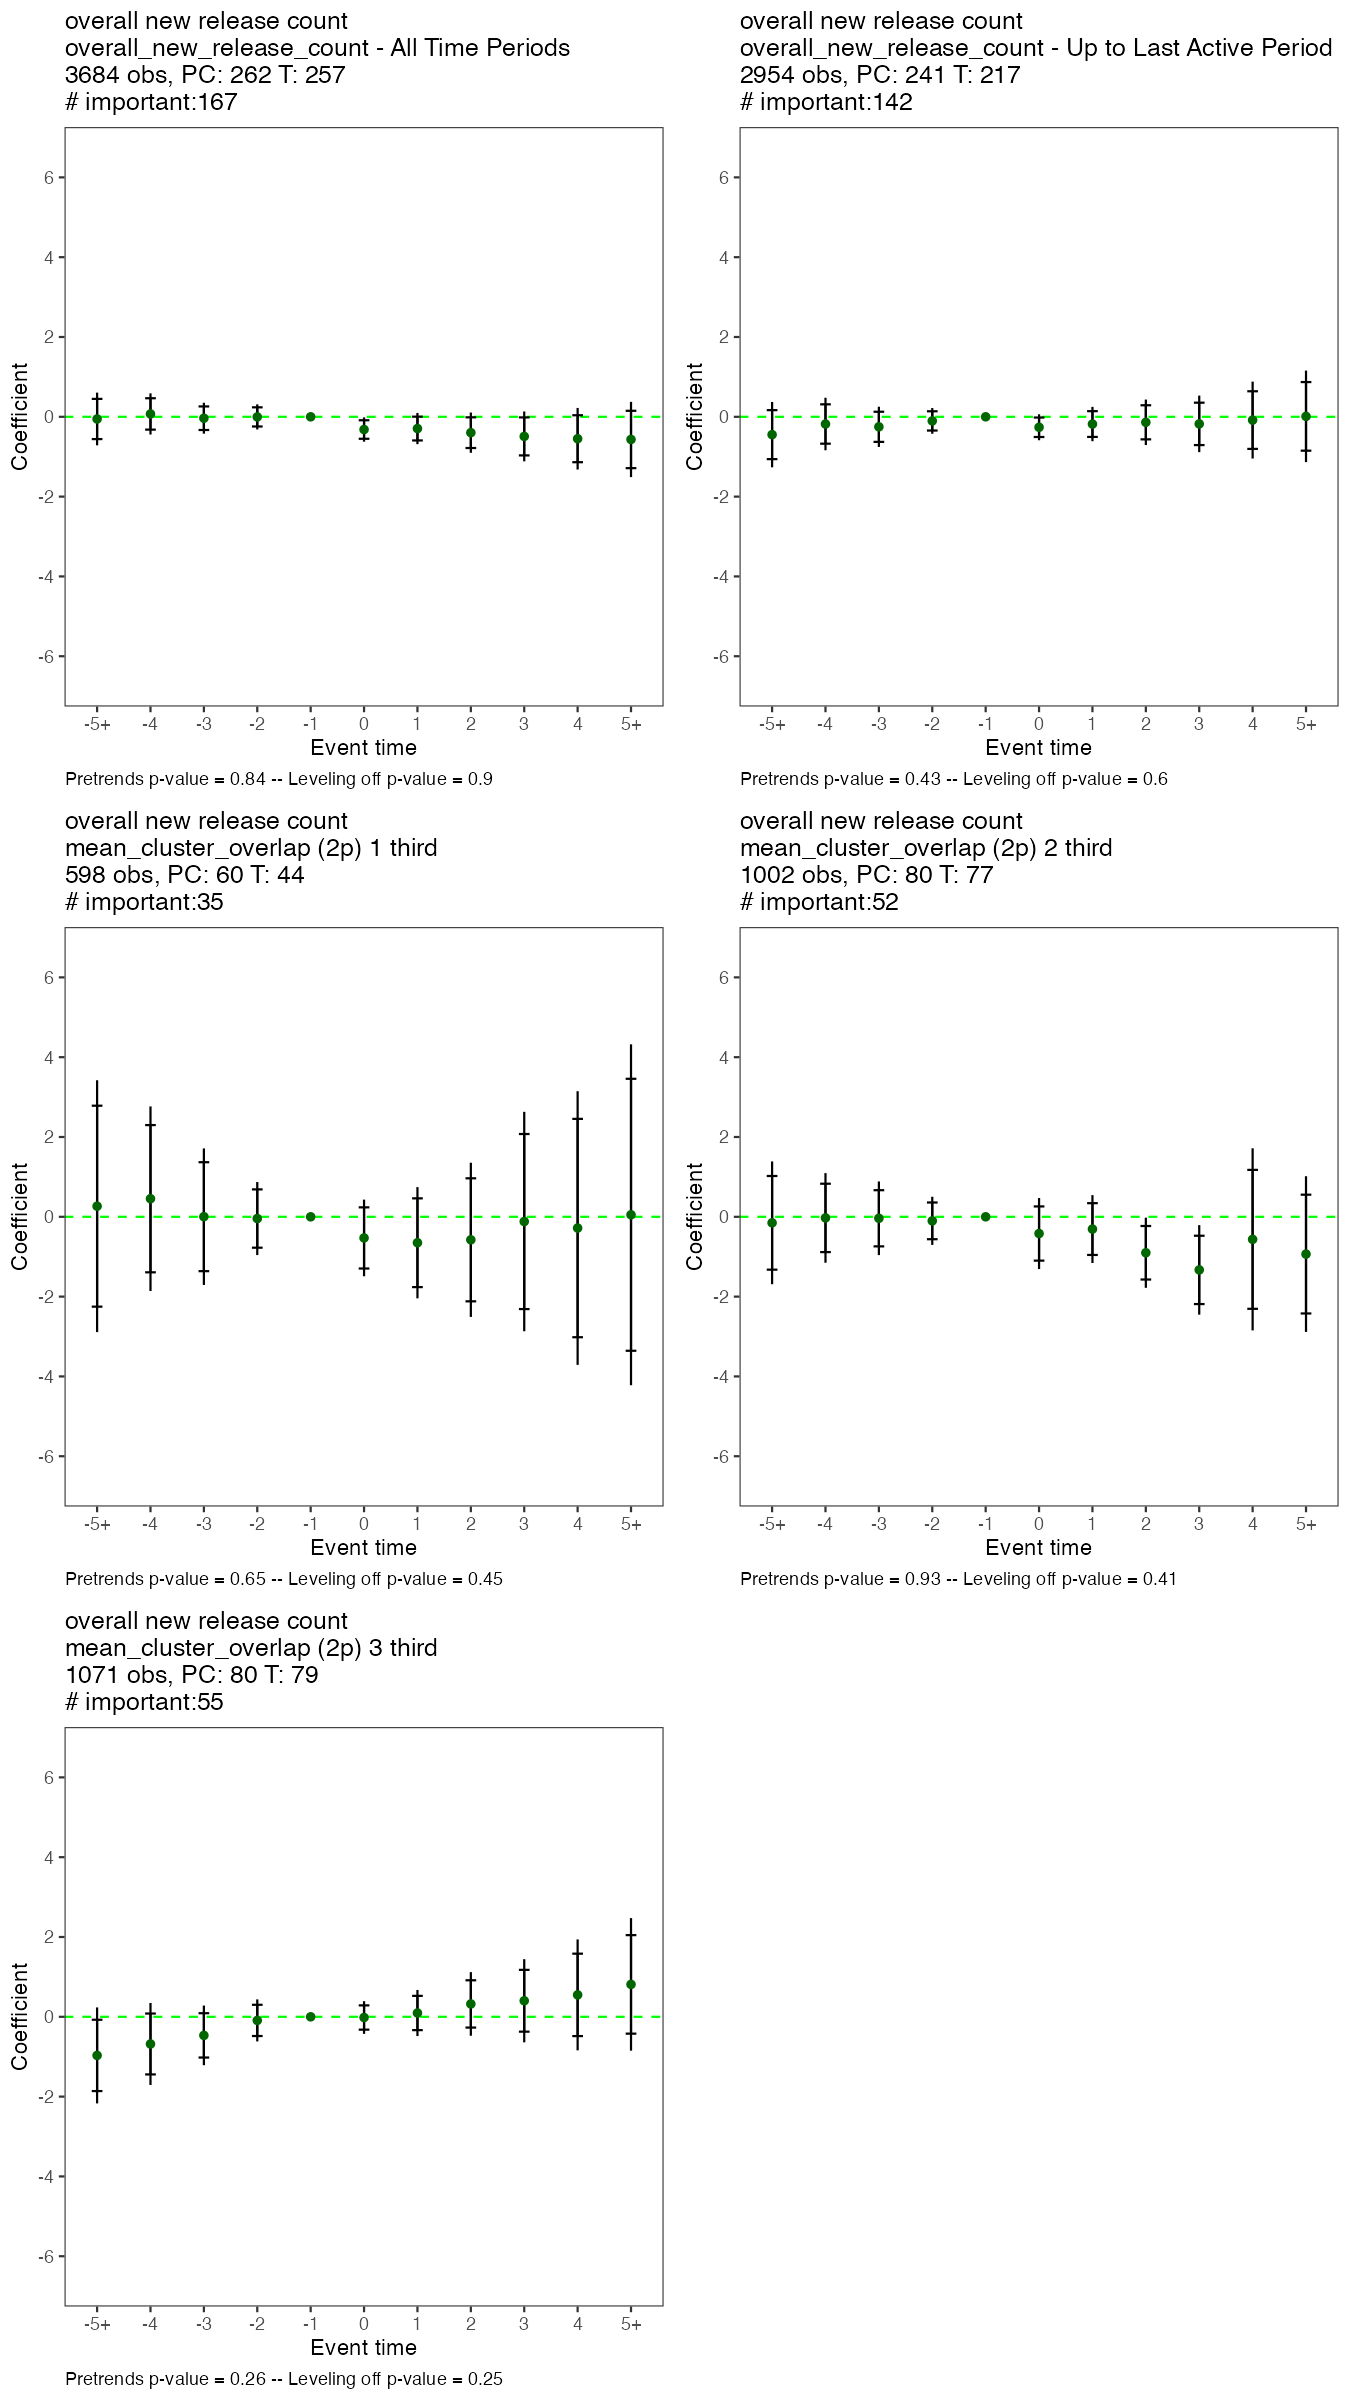 overall new release count
overall_new_release_count - All Time Periods
3684 obs, PC: 262 T: 257
# important:167
6
4
2
0
-2
-4
-6
Coefficient
-5+ -4 -3 -2 -1 0 1 2 3 4 5+
Event time
Pretrends p-value = 0.84 -- Leveling off p-value = 0.9
overall new release count
overall_new_release_count - Up to Last Active Period
2954 obs, PC: 241 T: 217
# important:142
6
4
2
0
-2
-4
-6
Coefficient
-5+ -4 -3 -2 -1 0 1 2 3 4 5+
Event time
Pretrends p-value = 0.43 -- Leveling off p-value = 0.6
overall new release count
mean_cluster_overlap (2p) 1 third
598 obs, PC: 60 T: 44
# important:35
6
4
2
0
-2
-4
-6
Coefficient
-5+ -4 -3 -2 -1 0 1 2 3 4 5+
Event time
Pretrends p-value = 0.65 -- Leveling off p-value = 0.45
overall new release count
mean_cluster_overlap (2p) 2 third
1002 obs, PC: 80 T: 77
# important:52
6
4
2
0
-2
-4
-6
Coefficient
-5+ -4 -3 -2 -1 0 1 2 3 4 5+
Event time
Pretrends p-value = 0.93 -- Leveling off p-value = 0.41
overall new release count
mean_cluster_overlap (2p) 3 third
1071 obs, PC: 80 T: 79
# important:55
6
4
2
0
-2
-4
-6
Coefficient
-5+ -4 -3 -2 -1 0 1 2 3 4 5+
Event time
Pretrends p-value = 0.26 -- Leveling off p-value = 0.25